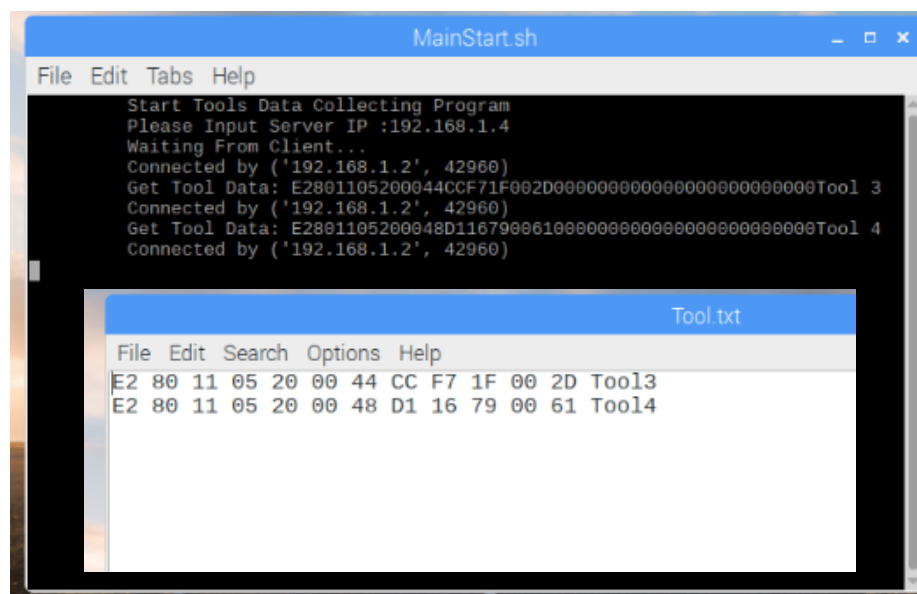 MainStart.sh
File Edit Tabs Help
Start Tools Data Collecting Program
Please Input Server IP :192.168.1.4
Waiting From Client...
Connected by ('192.168.1.2', 42960)
Get Tool Data: E2801105200044CCF71F002D000000000000000000000000Tool 3
Connected by ('192.168.1.2', 42960)
Get Tool Data: E2801105200048D116790061000000000000000000000000Tool 4
Connected by ('192.168.1.2', 42960)
Tool.txt
File Edit Search Options Help
E2 80 11 05 20 00 44 CC F7 1F 00 2D Tool3
E2 80 11 05 20 00 48 D1 16 79 00 61 Tool4